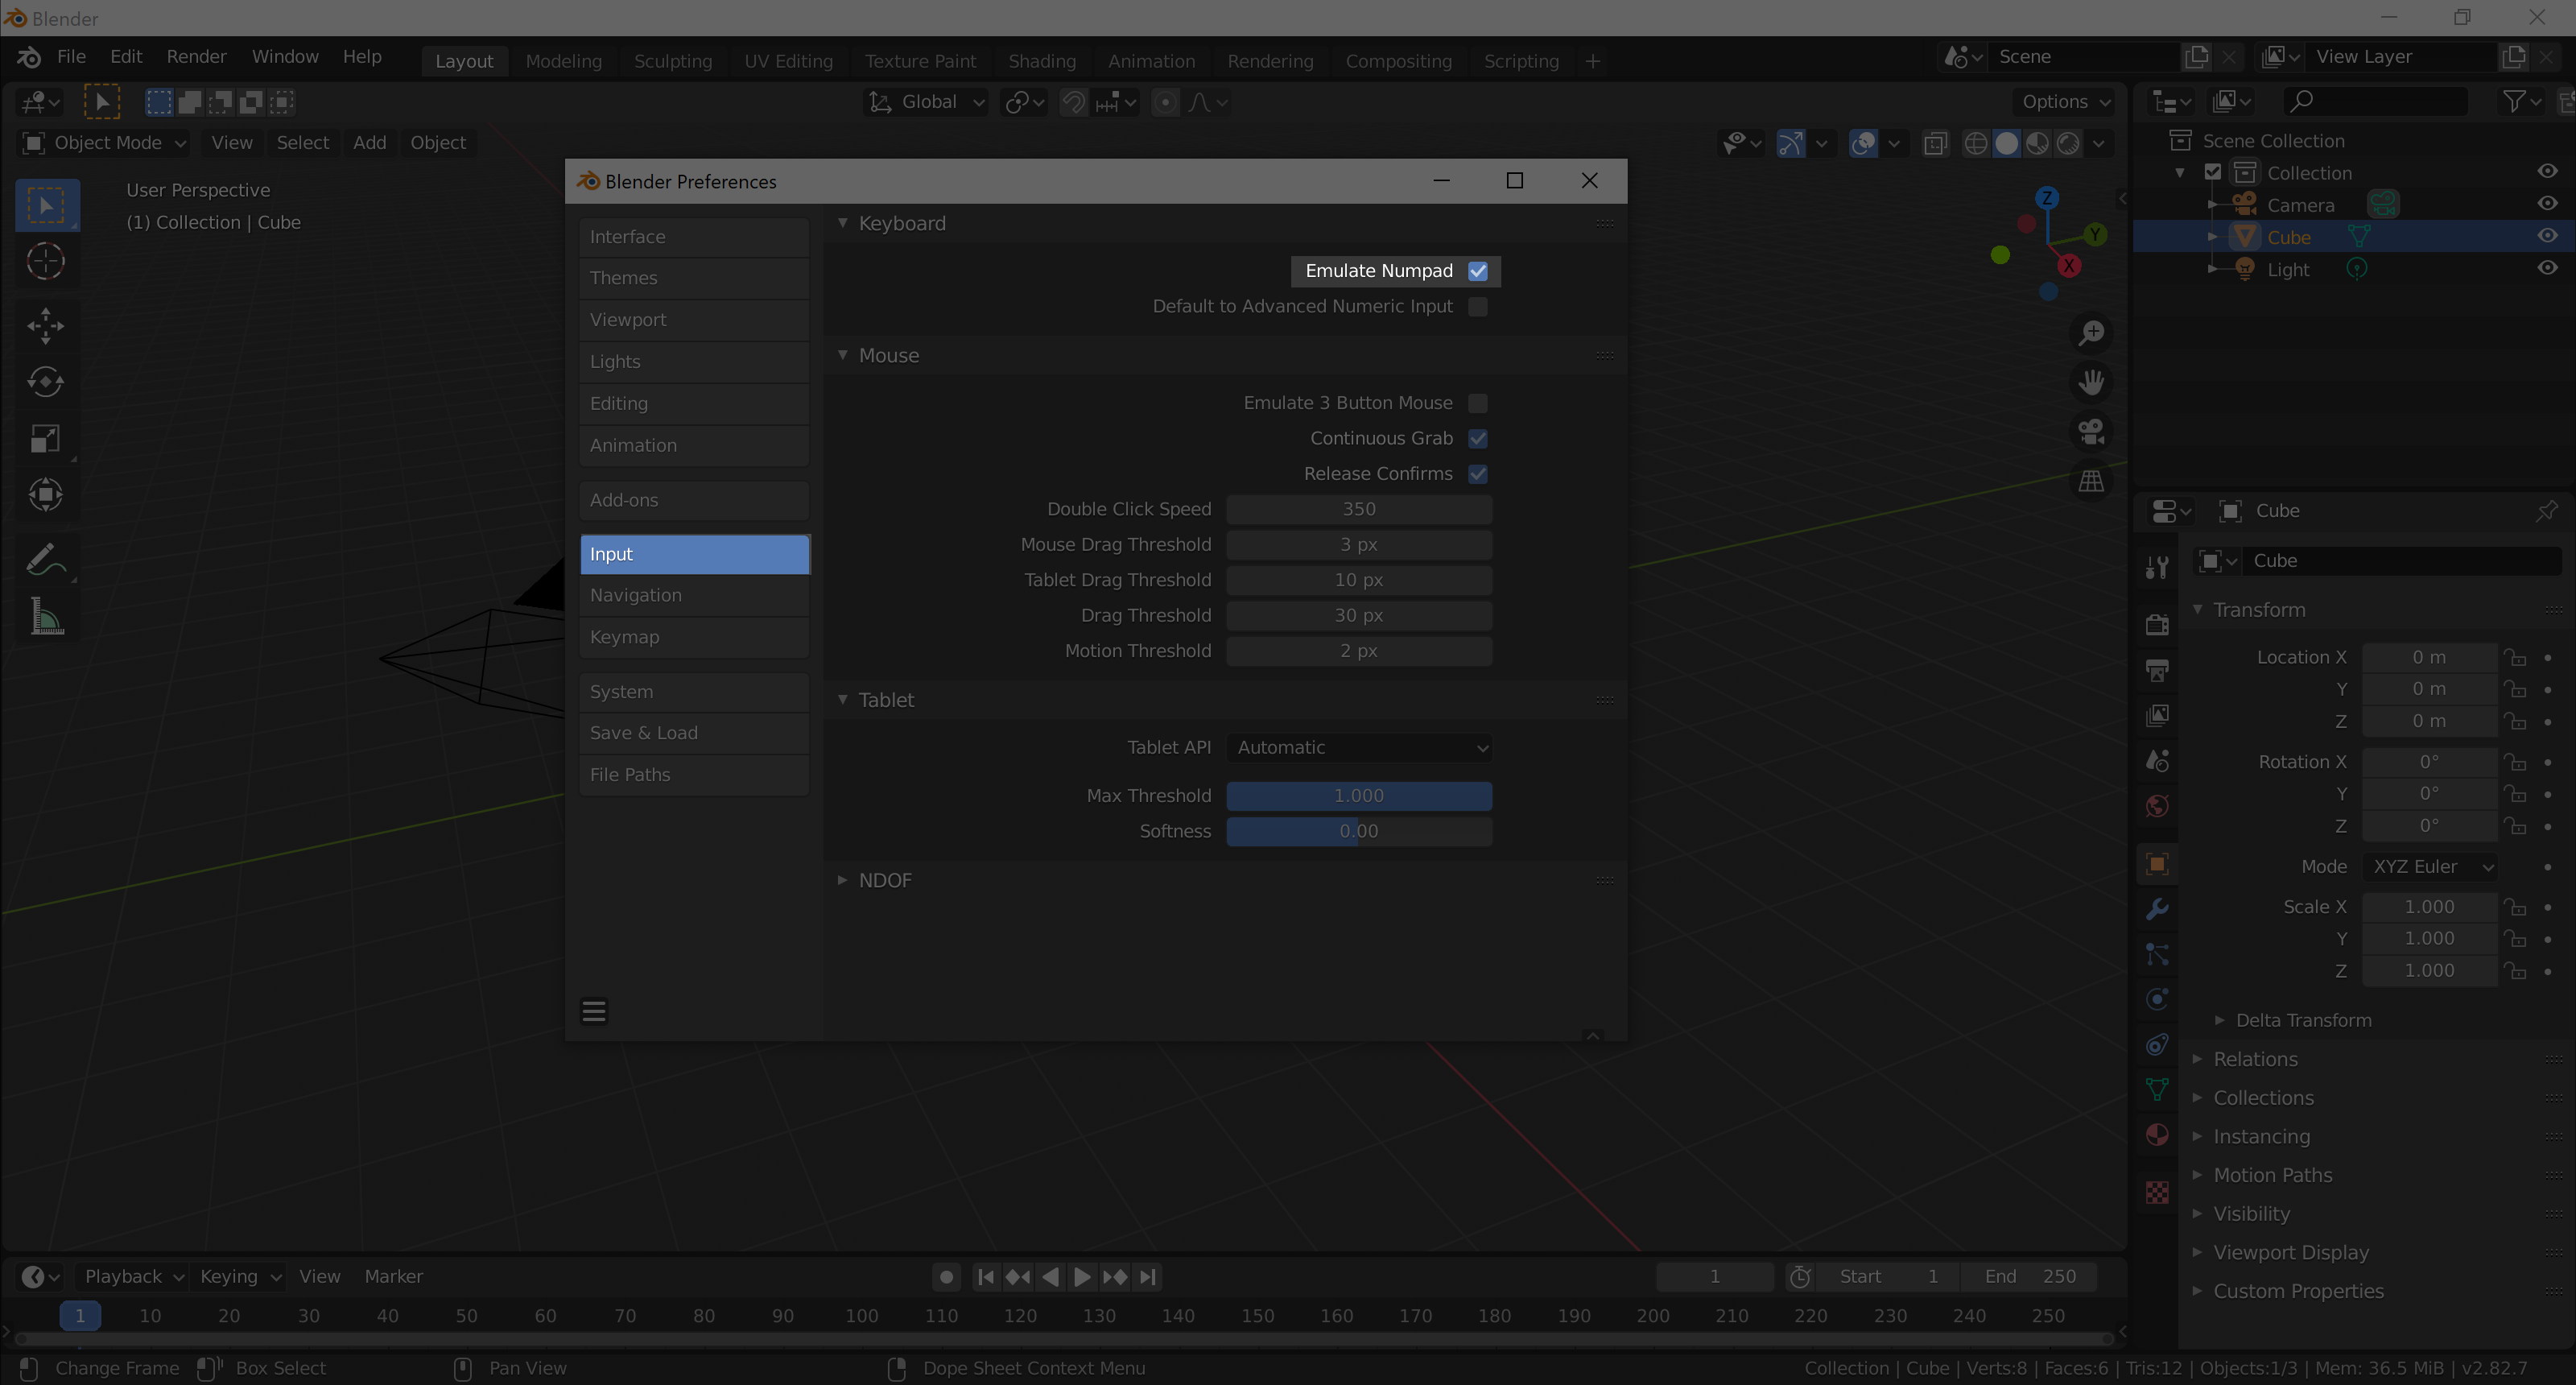 Blender
File Edit Render Window Help Layout Modeling Sculpting UV Editing Texture Paint Shading Animation Rendering Compositing Scripting + Scene View Layer
Global Options
Object Mode View Select Add Object
User Perspective
(1) Collection | Cube
Z
Y
X
Blender Preferences
Interface
Themes
Viewport
Lights
Editing
Animation
Add-ons
Input
Navigation
Keymap
System
Save & Load
File Paths
Keyboard
Emulate Numpad
Default to Advanced Numeric Input
Mouse
Emulate 3 Button Mouse
Continuous Grab
Release Confirms
Double Click Speed 350
Mouse Drag Threshold 3 px
Tablet Drag Threshold 10 px
Drag Threshold 30 px
Motion Threshold 2 px
Tablet
Tablet API Automatic
Max Threshold 1.000
Softness 0.00
NDOF
Scene Collection
Collection
Camera
Cube
Light
Cube
Cube
Transform
Location X 0 m
Y 0 m
Z 0 m
Rotation X 0°
Y 0°
Z 0°
Mode XYZ Euler
Scale X 1.000
Y 1.000
Z 1.000
Delta Transform
Relations
Collections
Instancing
Motion Paths
Visibility
Viewport Display
Custom Properties
Playback Keying View Marker 1 Start 1 End 250
1 10 20 30 40 50 60 70 80 90 100 110 120 130 140 150 160 170 180 190 200 210 220 230 240 250
Change Frame Box Select Pan View Dope Sheet Context Menu Collection | Cube | Verts:8 | Faces:6 | Tris:12 | Objects:1/3 | Mem: 36.5 MiB | v2.82.7